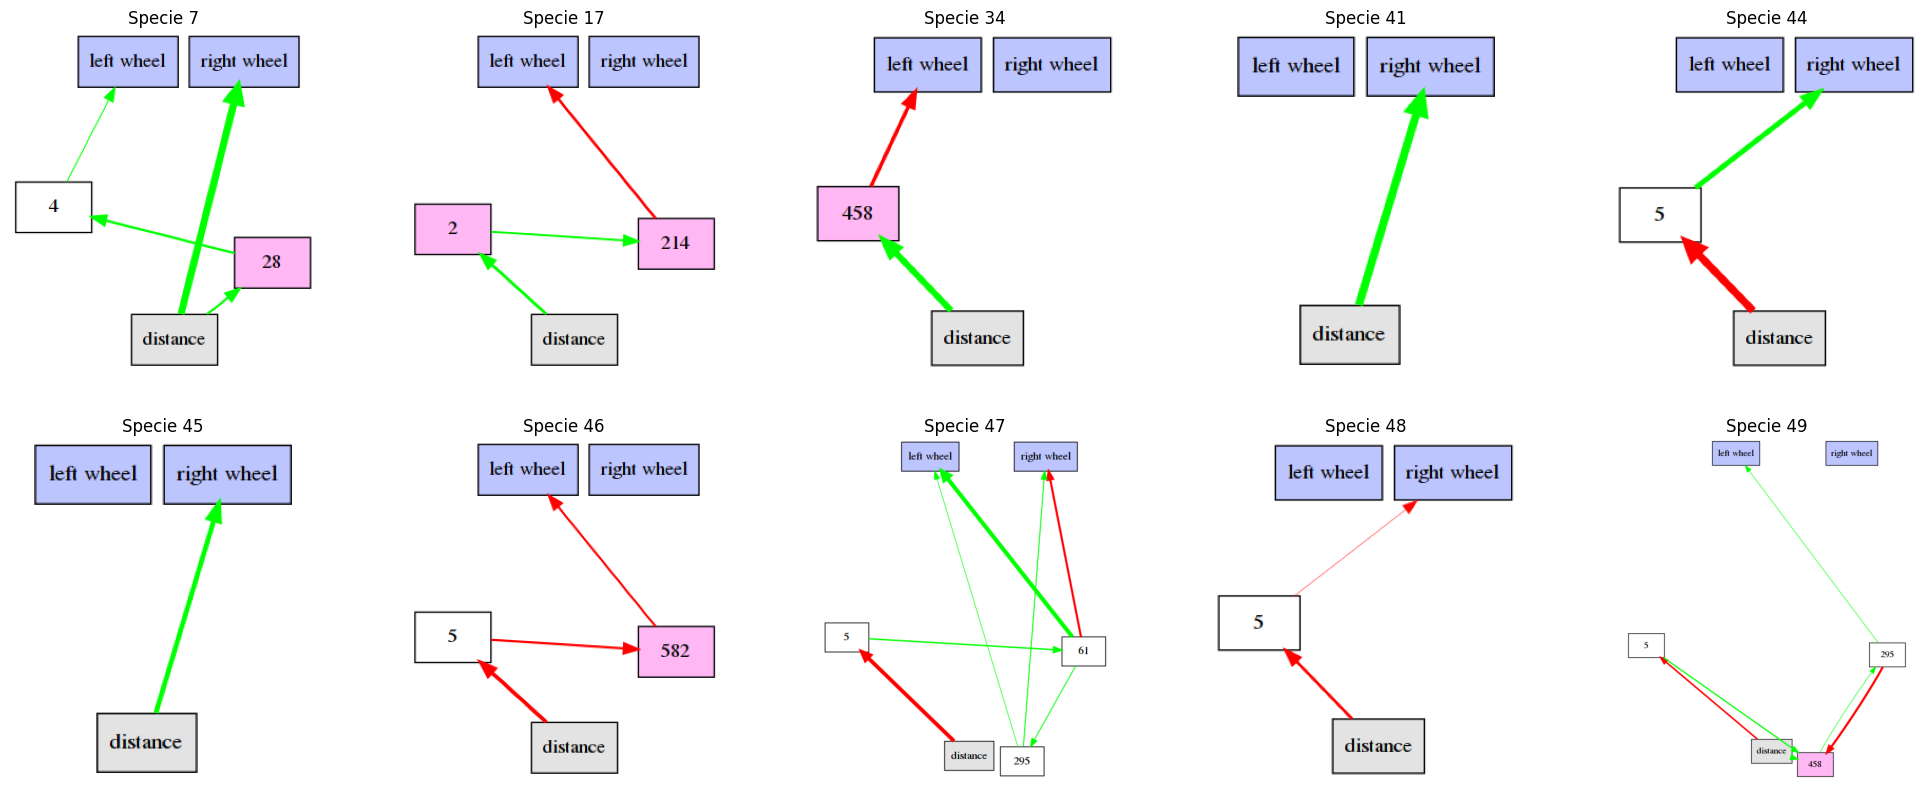 Specie 7
left wheel
right wheel
4
28
distance
Specie 17
left wheel
right wheel
2
214
distance
Specie 34
left wheel
right wheel
458
distance
Specie 41
left wheel
right wheel
distance
Specie 44
left wheel
right wheel
5
distance
Specie 45
left wheel
right wheel
distance
Specie 46
left wheel
right wheel
5
582
distance
Specie 47
left wheel
right wheel
5
61
distance
295
Specie 48
left wheel
right wheel
5
distance
Specie 49
left wheel
right wheel
5
295
distance
458